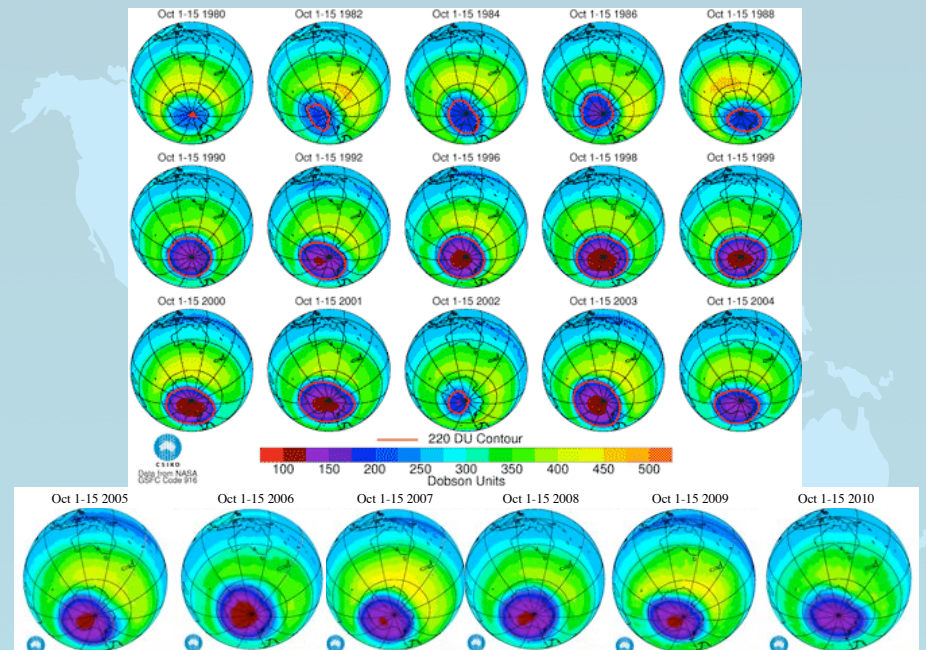 Oct 1-15 1980 Oct 1-15 1982 Oct 1-15 1984 Oct 1-15 1986 Oct 1-15 1988
Oct 1-15 1990 Oct 1-15 1992 Oct 1-15 1996 Oct 1-15 1998 Oct 1-15 1999
Oct 1-15 2000 Oct 1-15 2001 Oct 1-15 2002 Oct 1-15 2003 Oct 1-15 2004
220 DU Contour
CSIRO
Data from NASA
GSFC Code 916
100 150 200 250 300 350 400 450 500
Dobson Units
Oct 1-15 2005 Oct 1-15 2006 Oct 1-15 2007 Oct 1-15 2008 Oct 1-15 2009 Oct 1-15 2010